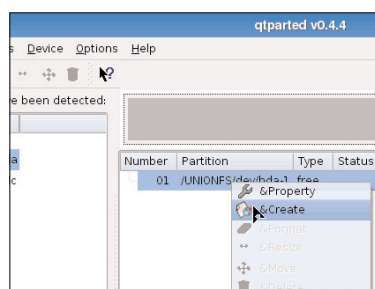 qtparted v0.4.4
s Device Options Help
e been detected:
Number Partition Type Status
a
01 /UNIONFS/dev/hda-1 free
c
&Property
&Create
&Format
&Resize
&Move
&Delete